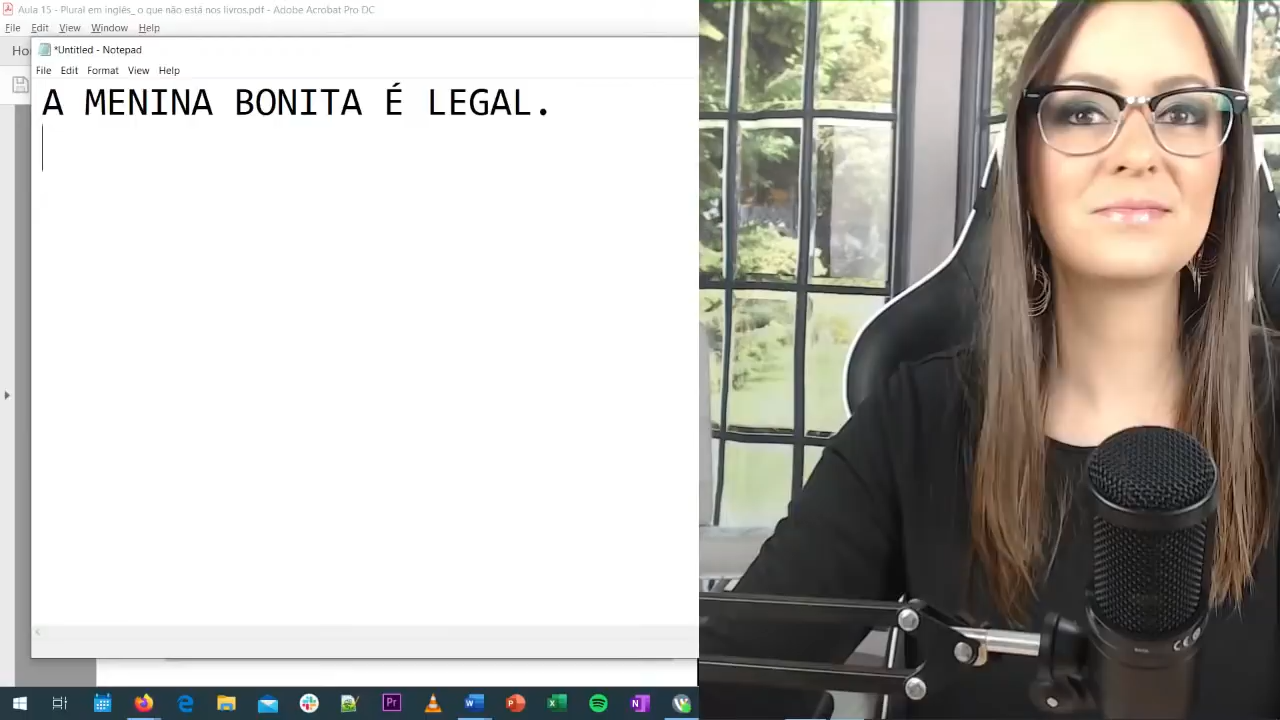 Aula 15 - Plural em inglês_ o que não está nos livros.pdf - Adobe Acrobat Pro DC
File Edit View Window Help
Ho
*Untitled - Notepad
File Edit Format View Help
A MENINA BONITA É LEGAL.